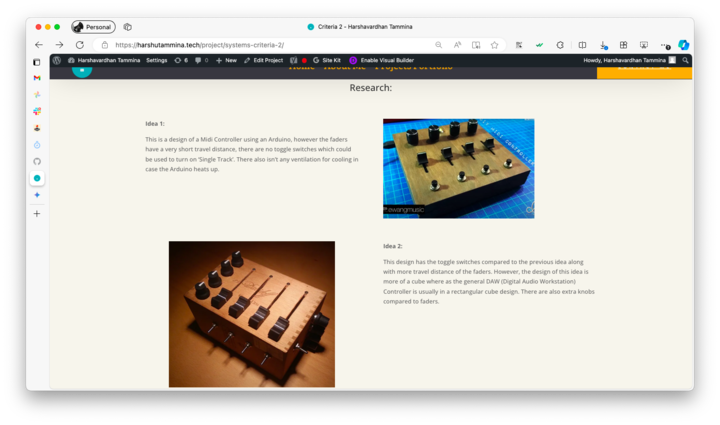 Personal
Criteria 2 - Harshavardhan Tammina
https://harshutammina.tech/project/systems-criteria-2/
Harshavardhan Tammina Settings 6 0 New Edit Project Site Kit Enable Visual Builder Howdy, Harshavardhan Tammina
Home About Me Projects Portfolio
Research:
Idea 1:
This is a design of a Midi Controller using an Arduino, however the faders
have a very short travel distance, there are no toggle switches which could
be used to turn on 'Single Track'. There also isn't any ventilation for cooling in
case the Arduino heats up.
Idea 2:
This design has the toggle switches compared to the previous idea along
with more travel distance of the faders. However, the design of this idea is
more of a cube where as the general DAW (Digital Audio Workstation)
Controller is usually in a rectangular cube design. There are also extra knobs
compared to faders.